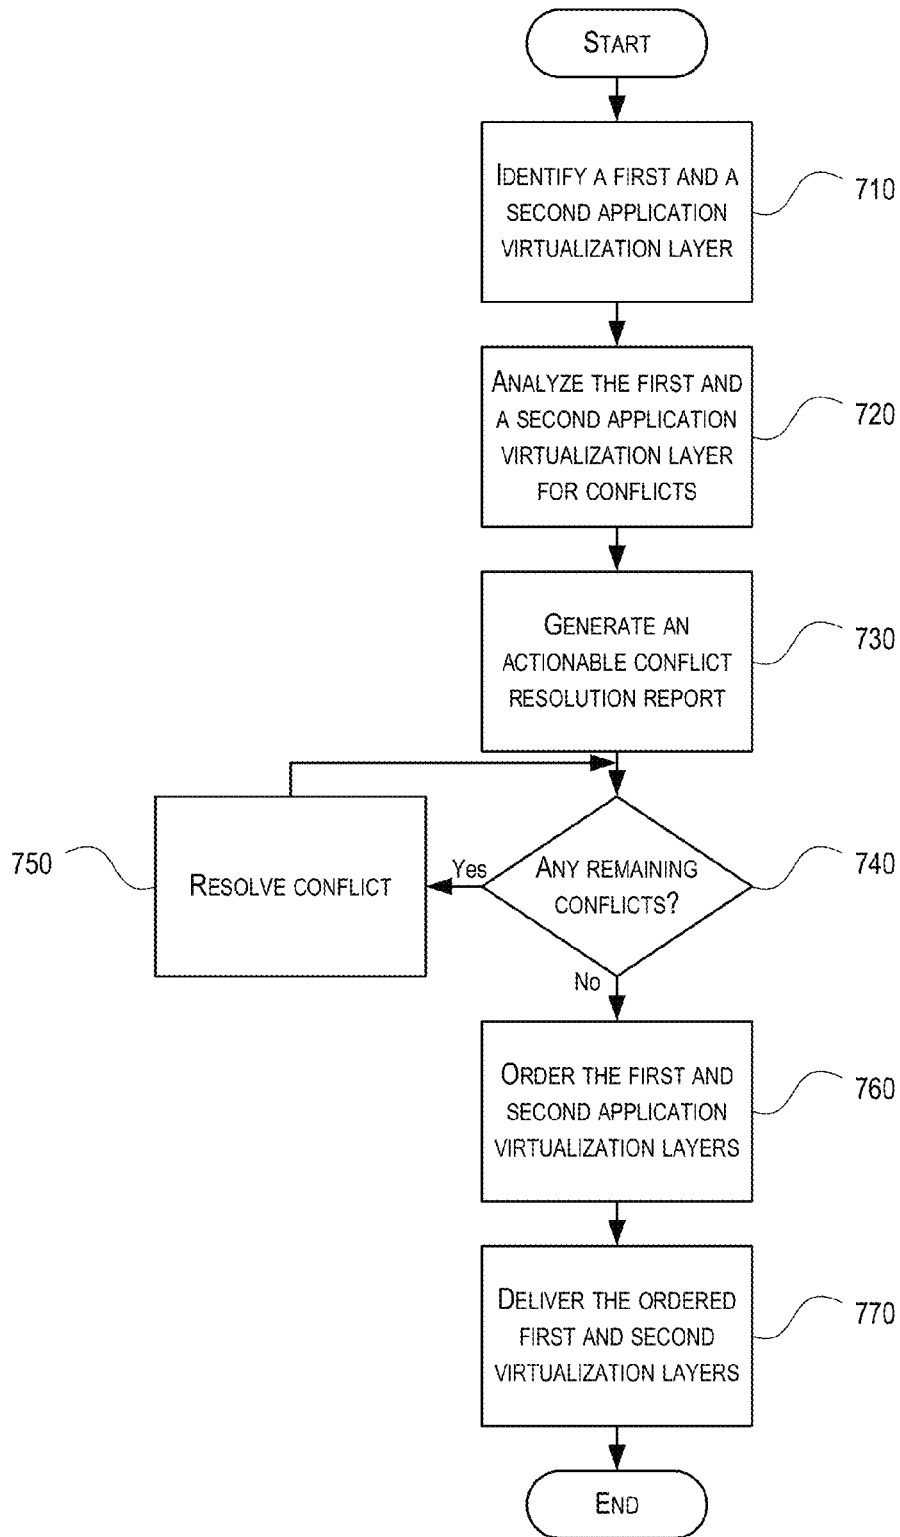 START
IDENTIFY A FIRST AND A
SECOND APPLICATION
VIRTUALIZATION LAYER
710
ANALYZE THE FIRST AND
A SECOND APPLICATION
VIRTUALIZATION LAYER
FOR CONFLICTS
720
GENERATE AN
ACTIONABLE CONFLICT
RESOLUTION REPORT
730
ANY REMAINING
CONFLICTS?
740
Yes
RESOLVE CONFLICT
750
No
ORDER THE FIRST AND
SECOND APPLICATION
VIRTUALIZATION LAYERS
760
DELIVER THE ORDERED
FIRST AND SECOND
VIRTUALIZATION LAYERS
770
END